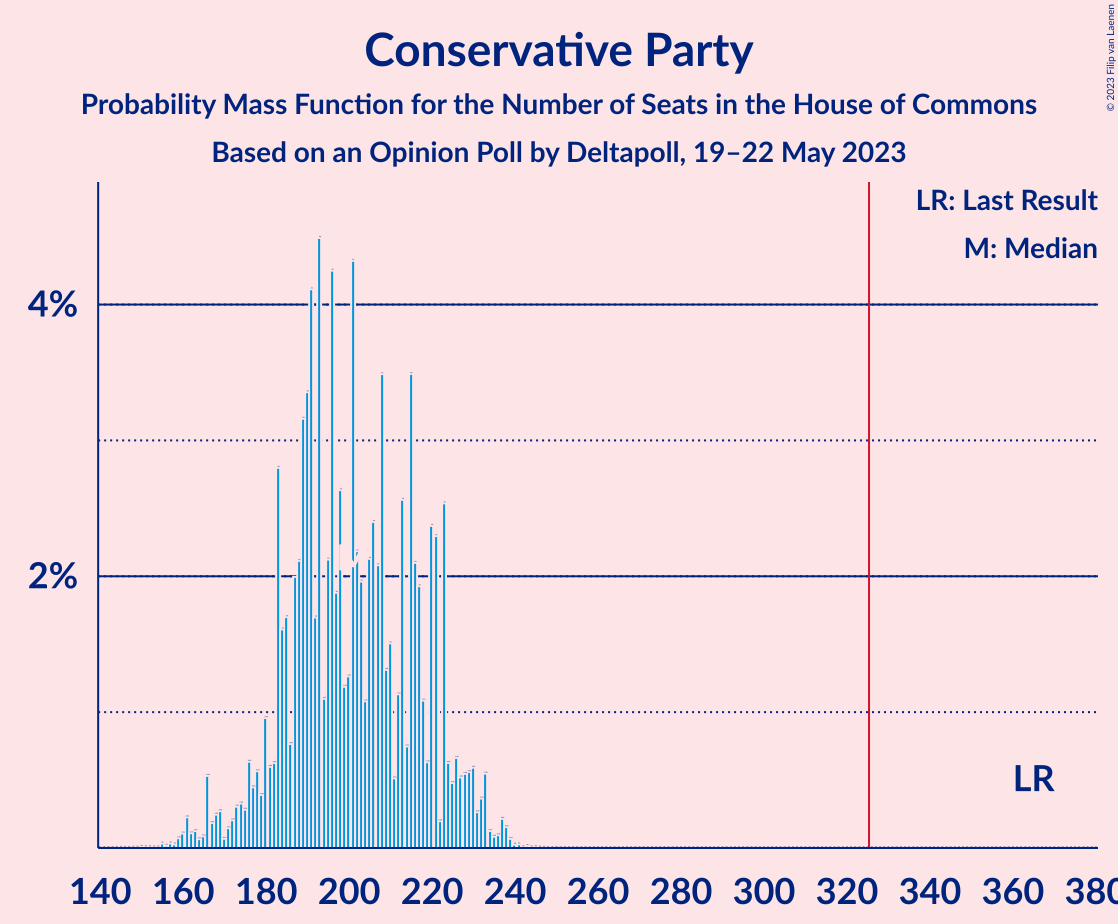 Conservative Party
Probability Mass Function for the Number of Seats in the House of Commons
Based on an Opinion Poll by Deltapoll, 19–22 May 2023
© 2023 Filip van Laenen
LR: Last Result
M: Median
4%
2%
LR
140 160 180 200 220 240 260 280 300 320 340 360 380